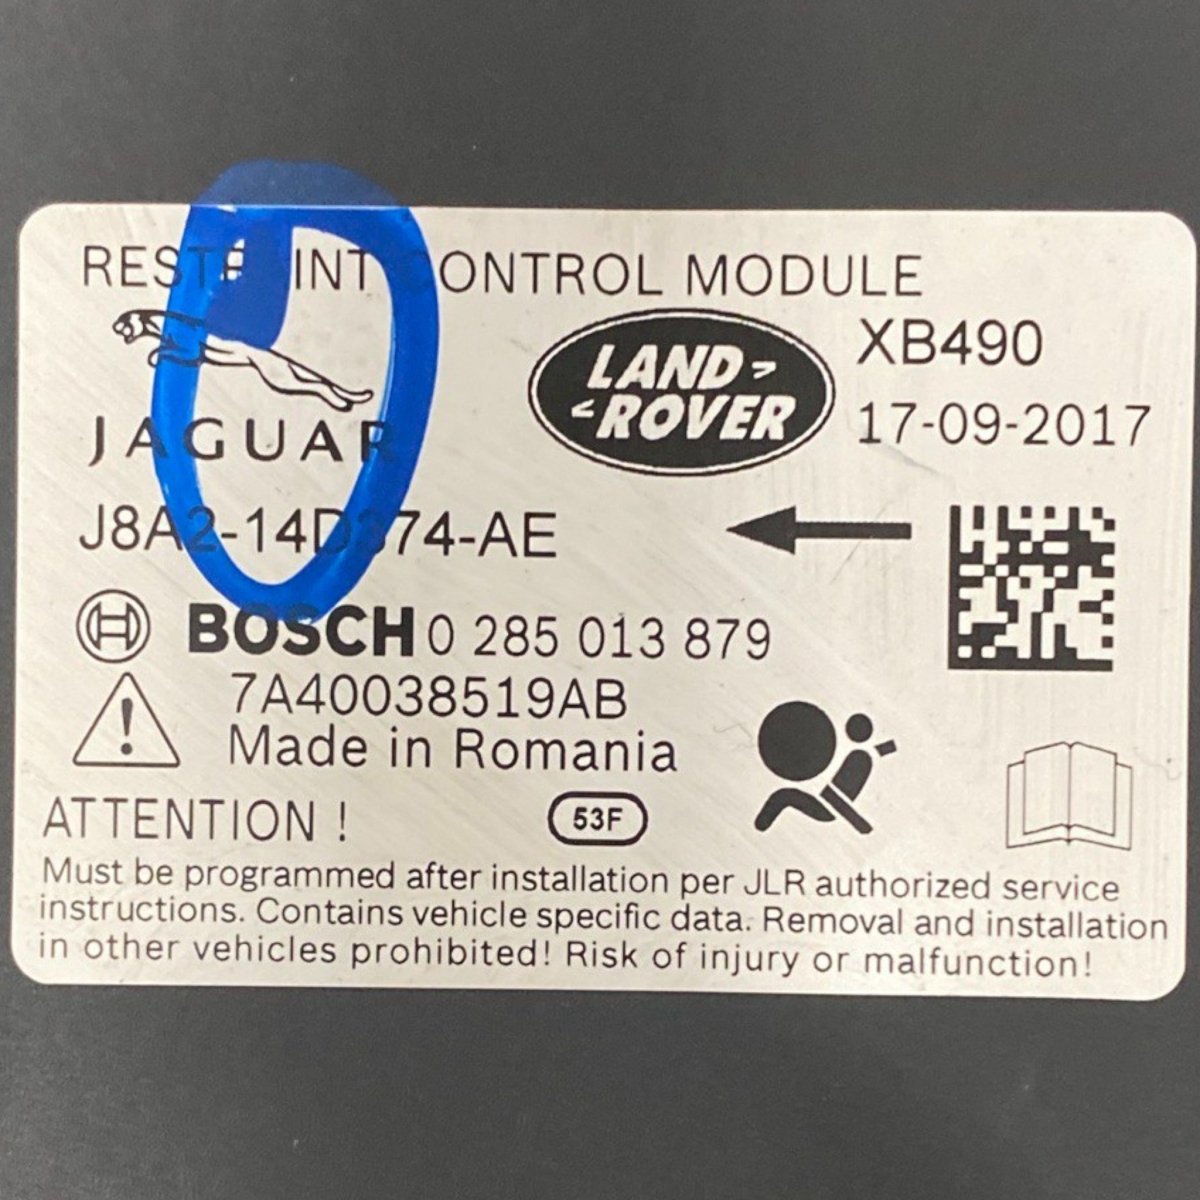 RESTRAINT CONTROL MODULE
JAGUAR
LAND ROVER
XB490
17-09-2017
J8A2-14D374-AE
BOSCH 0 285 013 879
7A40038519AB
Made in Romania
ATTENTION !
53F
Must be programmed after installation per JLR authorized service
instructions. Contains vehicle specific data. Removal and installation
in other vehicles prohibited! Risk of injury or malfunction!